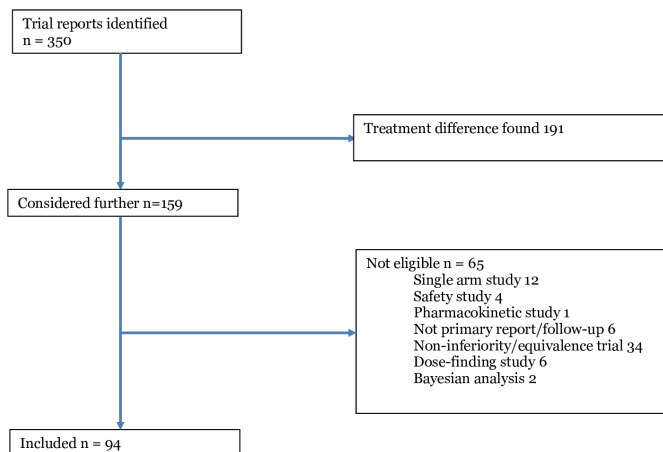 Trial reports identified
n = 350
Treatment difference found 191
Considered further n=159
Not eligible n = 65
Single arm study 12
Safety study 4
Pharmacokinetic study 1
Not primary report/follow-up 6
Non-inferiority/equivalence trial 34
Dose-finding study 6
Bayesian analysis 2
Included n = 94